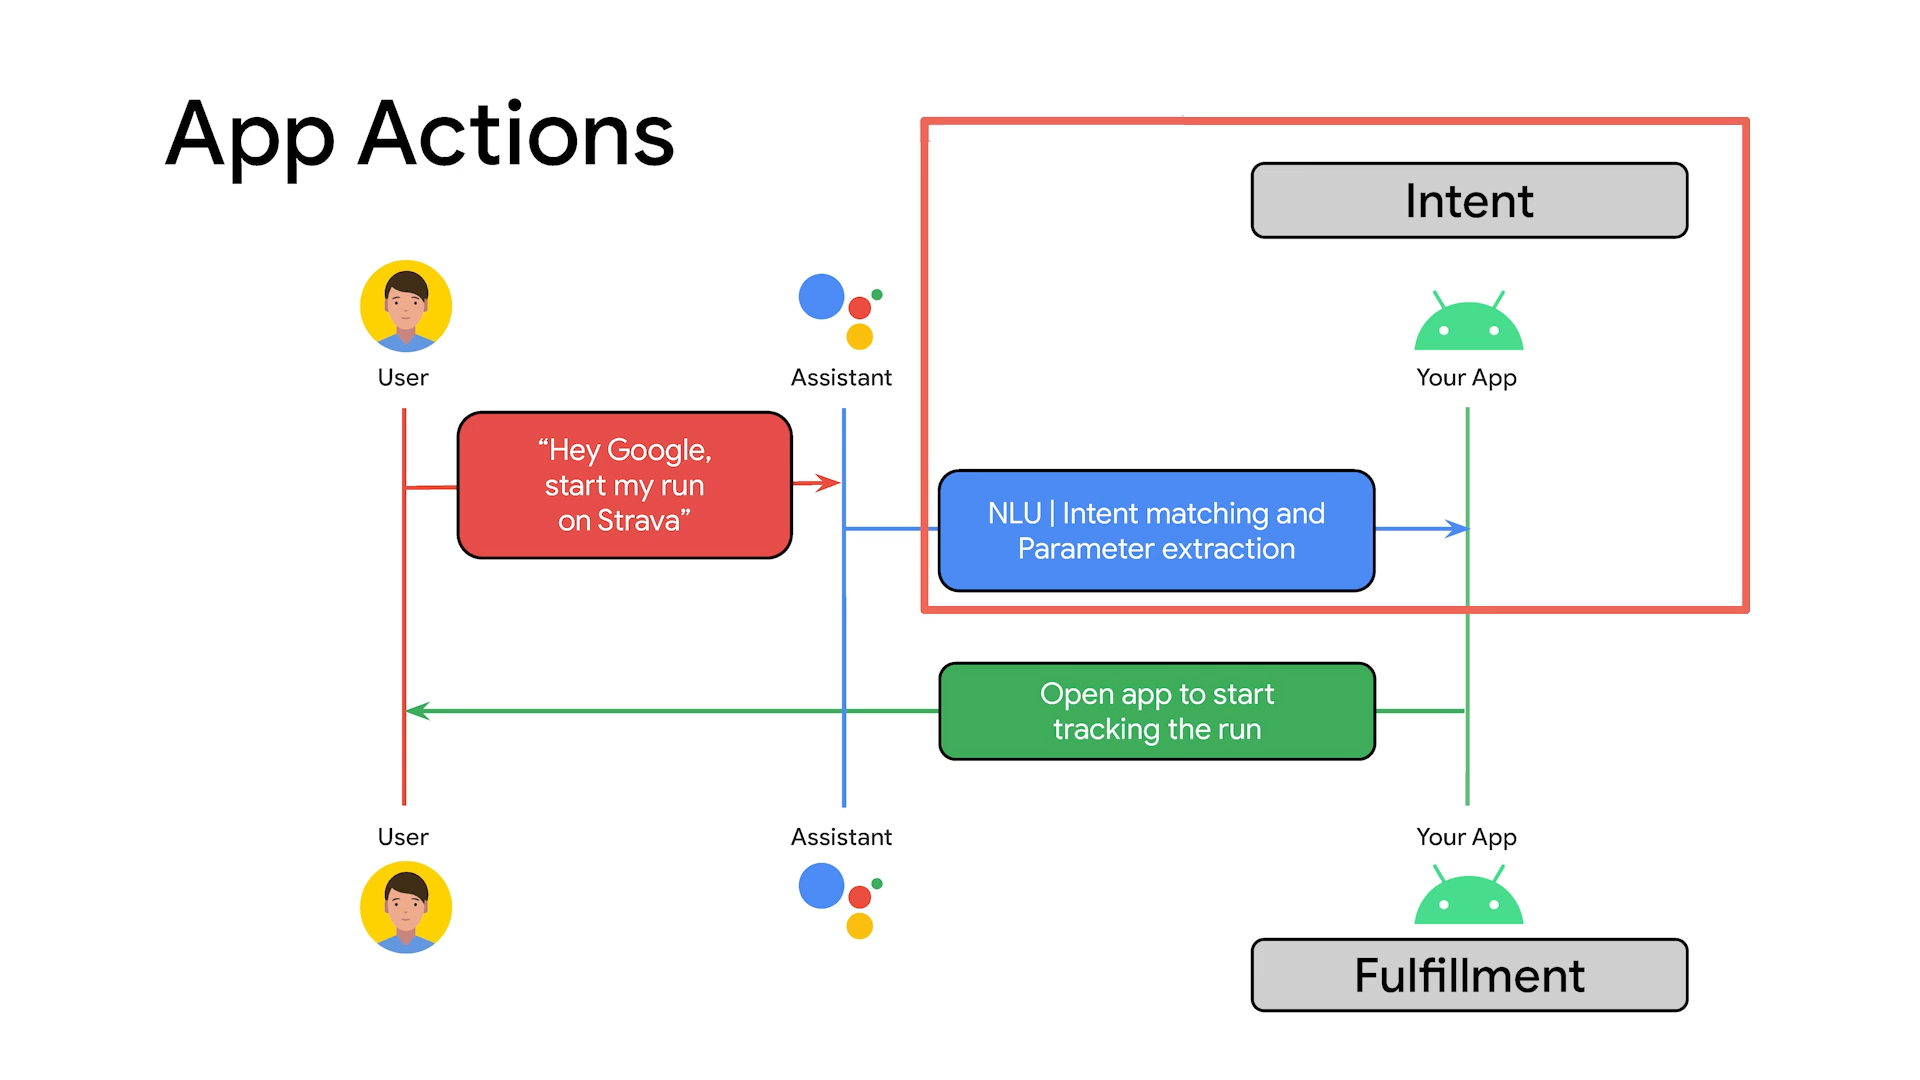 App Actions
Intent
User
Assistant
Your App
“Hey Google,
start my run
on Strava”
NLU | Intent matching and
Parameter extraction
Open app to start
tracking the run
User
Assistant
Your App
Fulfillment